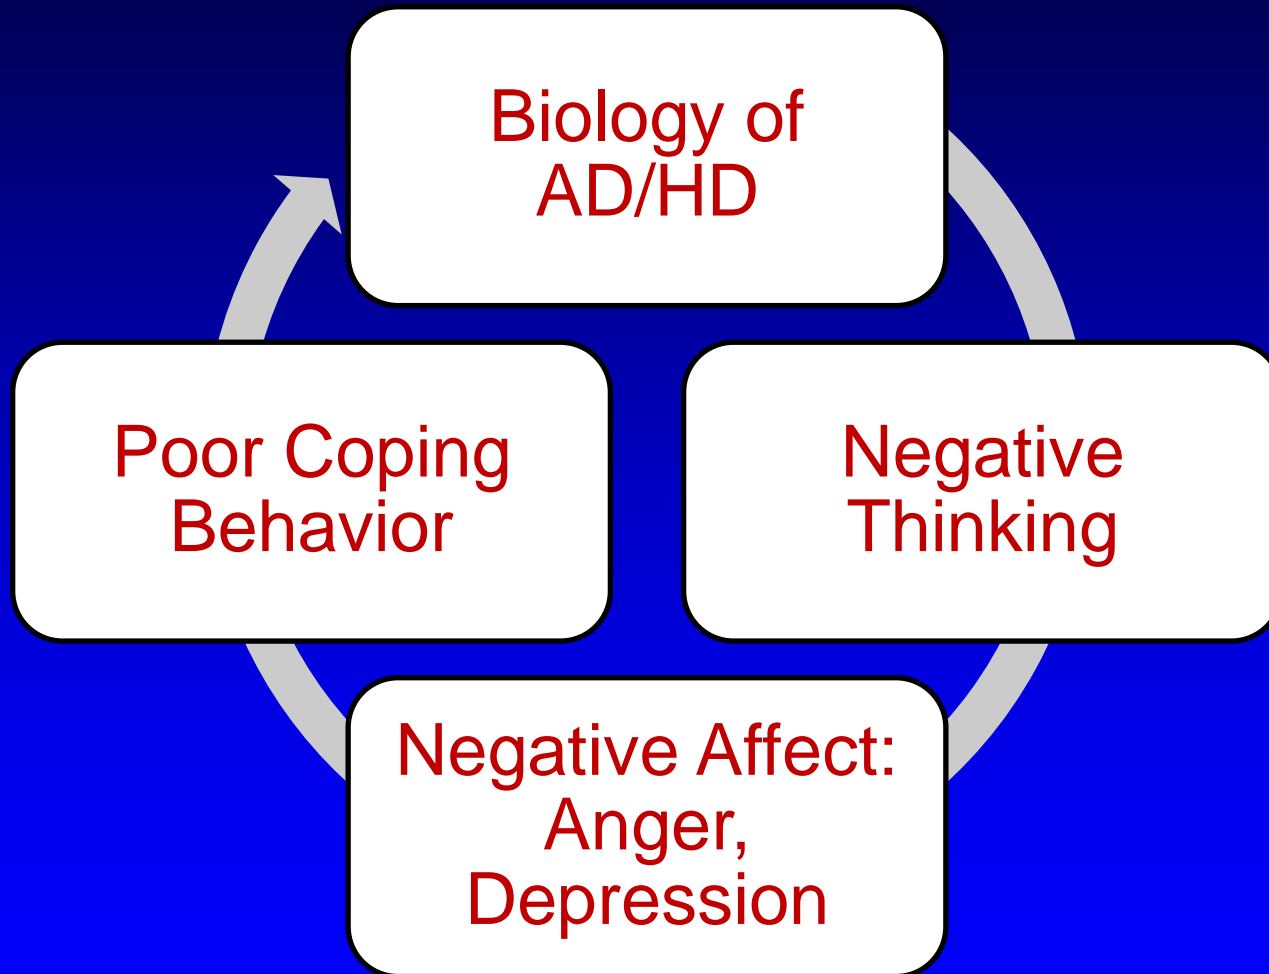 Biology of
AD/HD
Poor Coping
Behavior
Negative
Thinking
Negative Affect:
Anger,
Depression